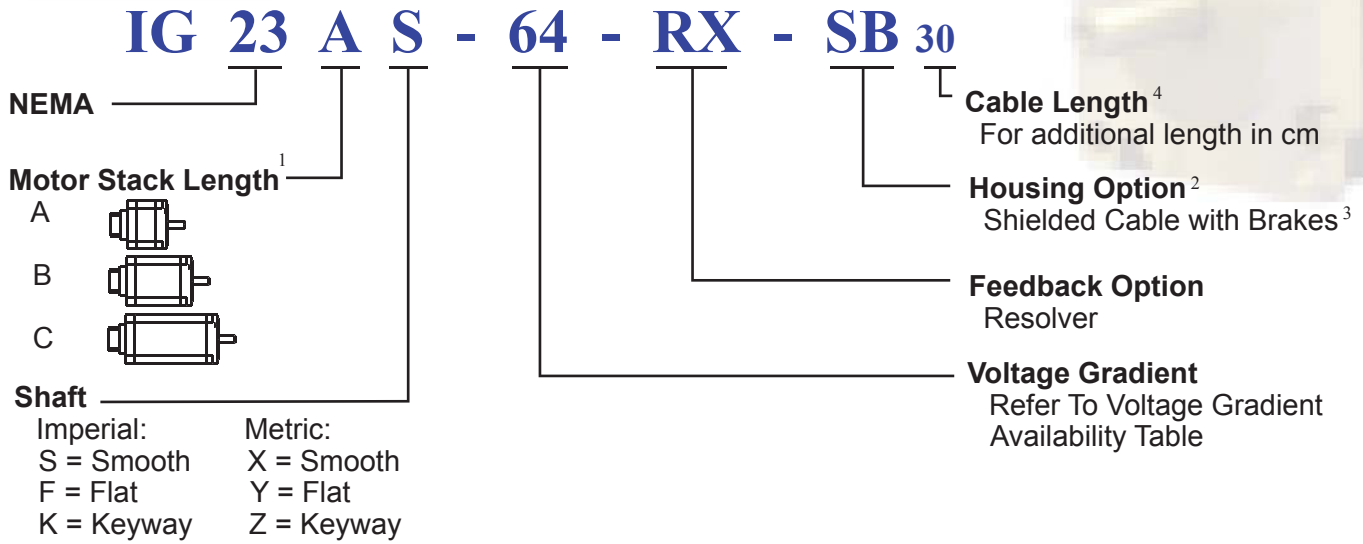 IG 23 A S - 64 - RX - SB 30
NEMA
Motor Stack Length 1
A
B
C
Shaft
Imperial: Metric:
S = Smooth X = Smooth
F = Flat Y = Flat
K = Keyway Z = Keyway
Cable Length 4
For additional length in cm
Housing Option 2
Shielded Cable with Brakes 3
Feedback Option
Resolver
Voltage Gradient
Refer To Voltage Gradient
Availability Table